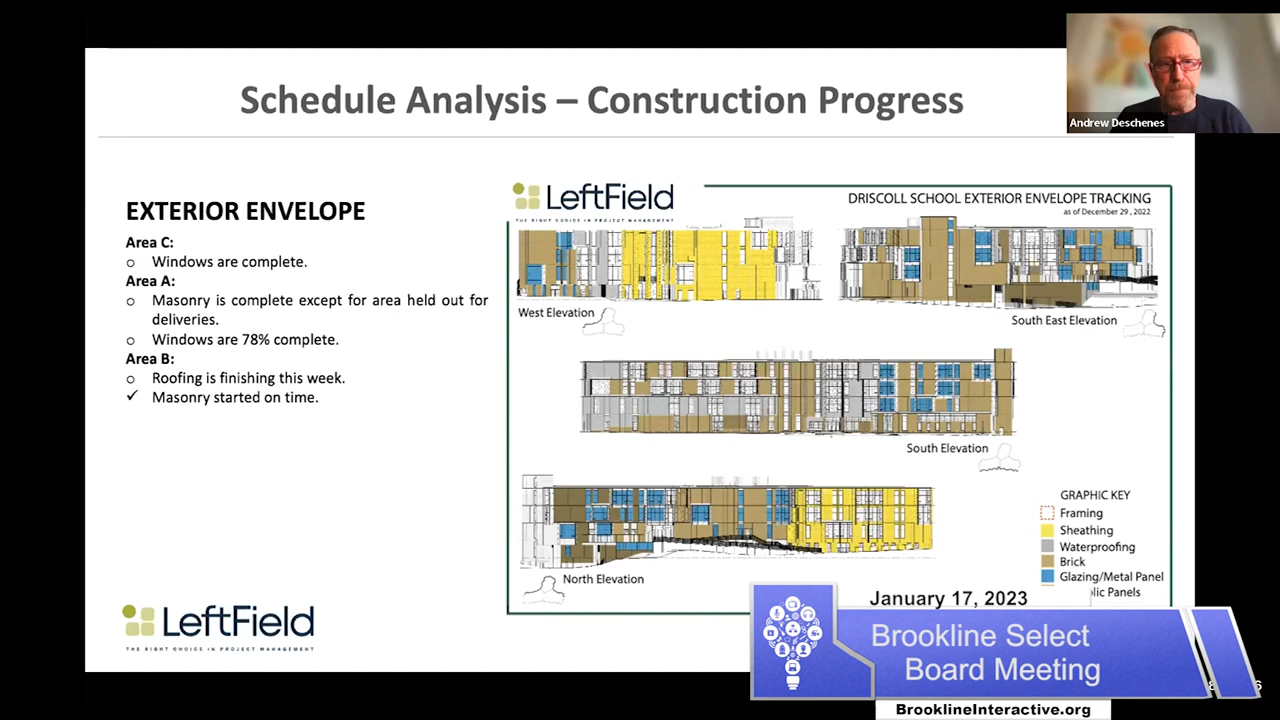 Schedule Analysis – Construction Progress
Andrew Deschenes
EXTERIOR ENVELOPE
Area C:
o Windows are complete.
Area A:
o Masonry is complete except for area held out for
deliveries.
o Windows are 78% complete.
Area B:
o Roofing is finishing this week.
✓ Masonry started on time.
LeftField
THE RIGHT CHOICE IN PROJECT MANAGEMENT
LeftField
THE RIGHT CHOICE IN PROJECT MANAGEMENT
DRISCOLL SCHOOL EXTERIOR ENVELOPE TRACKING
as of December 29, 2022
West Elevation
South East Elevation
South Elevation
North Elevation
GRAPHIC KEY
Framing
Sheathing
Waterproofing
Brick
Glazing/Metal Panel
Panels
January 17, 2023
Brookline Select
Board Meeting
BrooklineInteractive.org